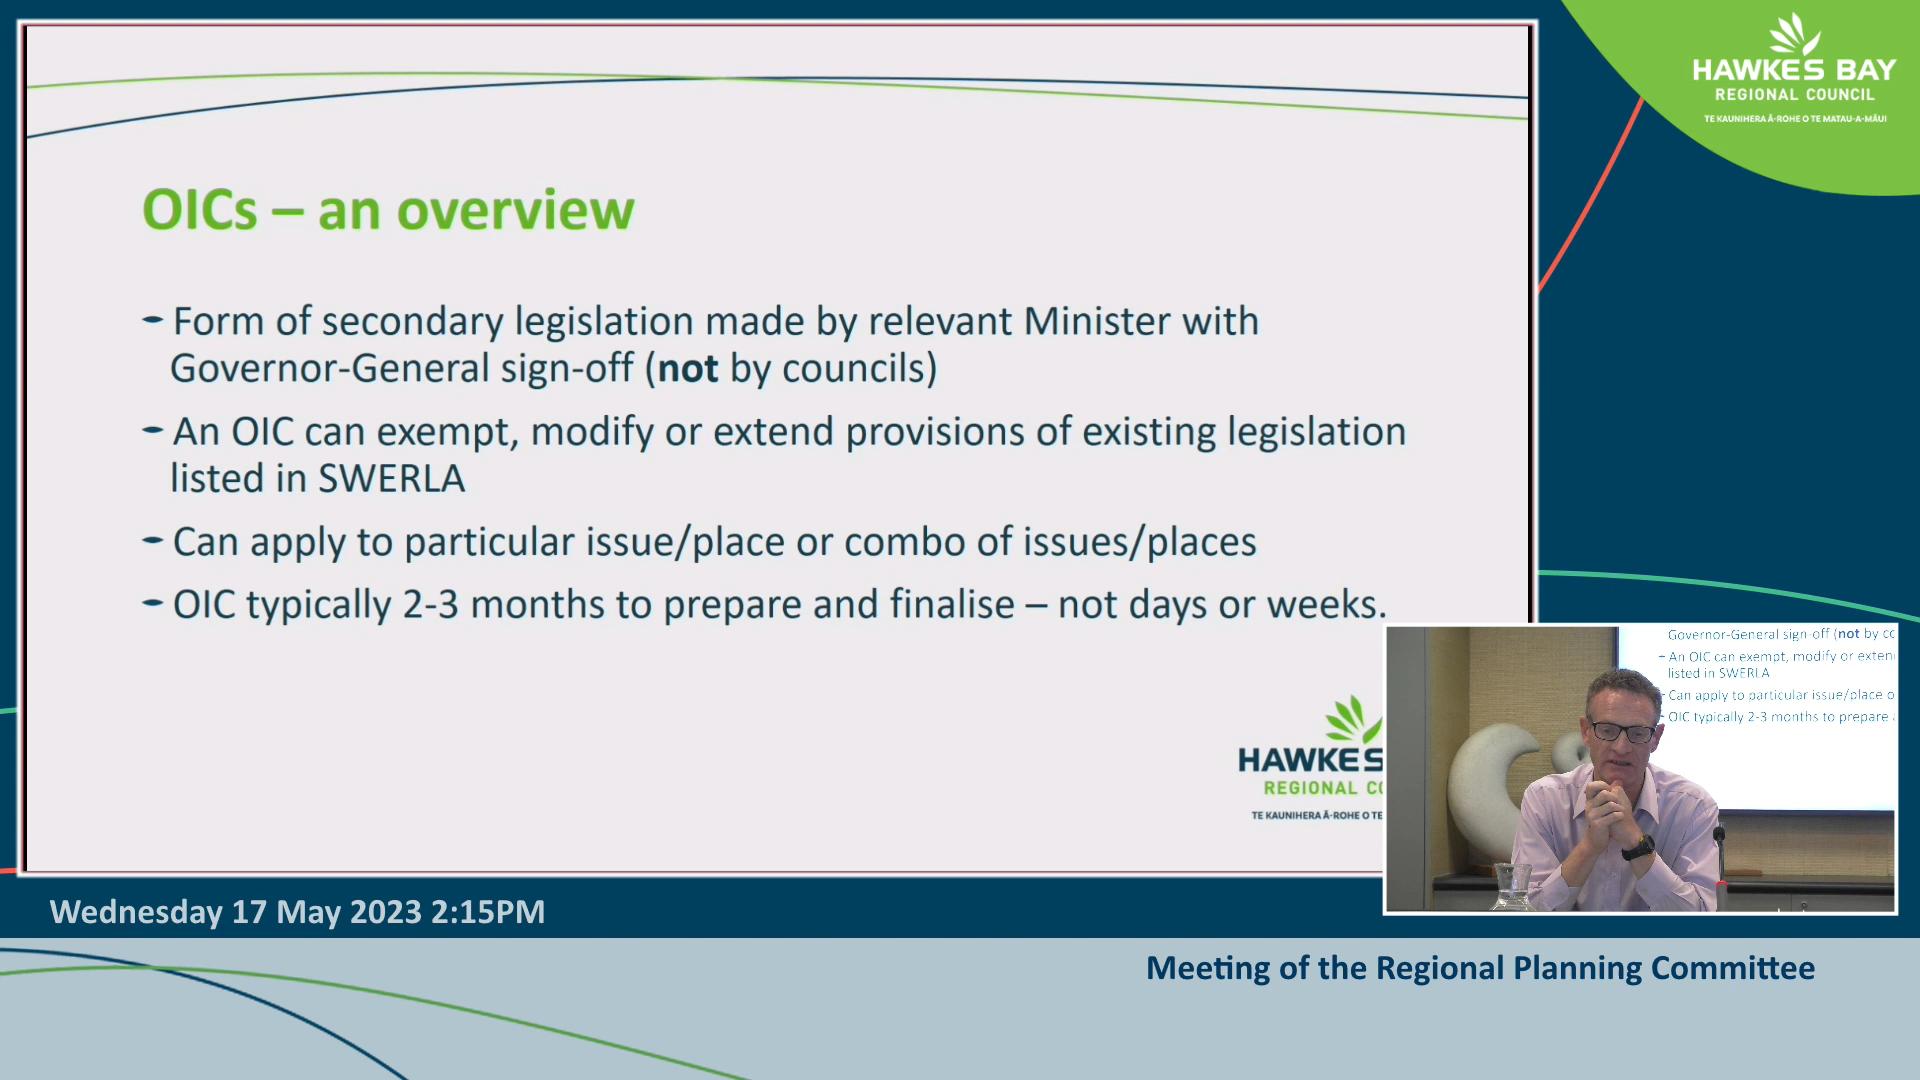 HAWKE'S BAY
REGIONAL COUNCIL
TE KAUNIHERA Ā-ROHE O TE MATAU-A-MĀUI
OICs – an overview
Form of secondary legislation made by relevant Minister with
Governor-General sign-off (not by councils)
An OIC can exempt, modify or extend provisions of existing legislation
listed in SWERLA
Can apply to particular issue/place or combo of issues/places
OIC typically 2-3 months to prepare and finalise – not days or weeks.
HAWKES
REGIONAL CO
TE KAUNIHERA Ā-ROHE O TE
Governor-General sign-off (not by co
An OIC can exempt, modify or exten
listed in SWERLA
Can apply to particular issue/place o
OIC typically 2-3 months to prepare
Wednesday 17 May 2023 2:15PM
Meeting of the Regional Planning Committee